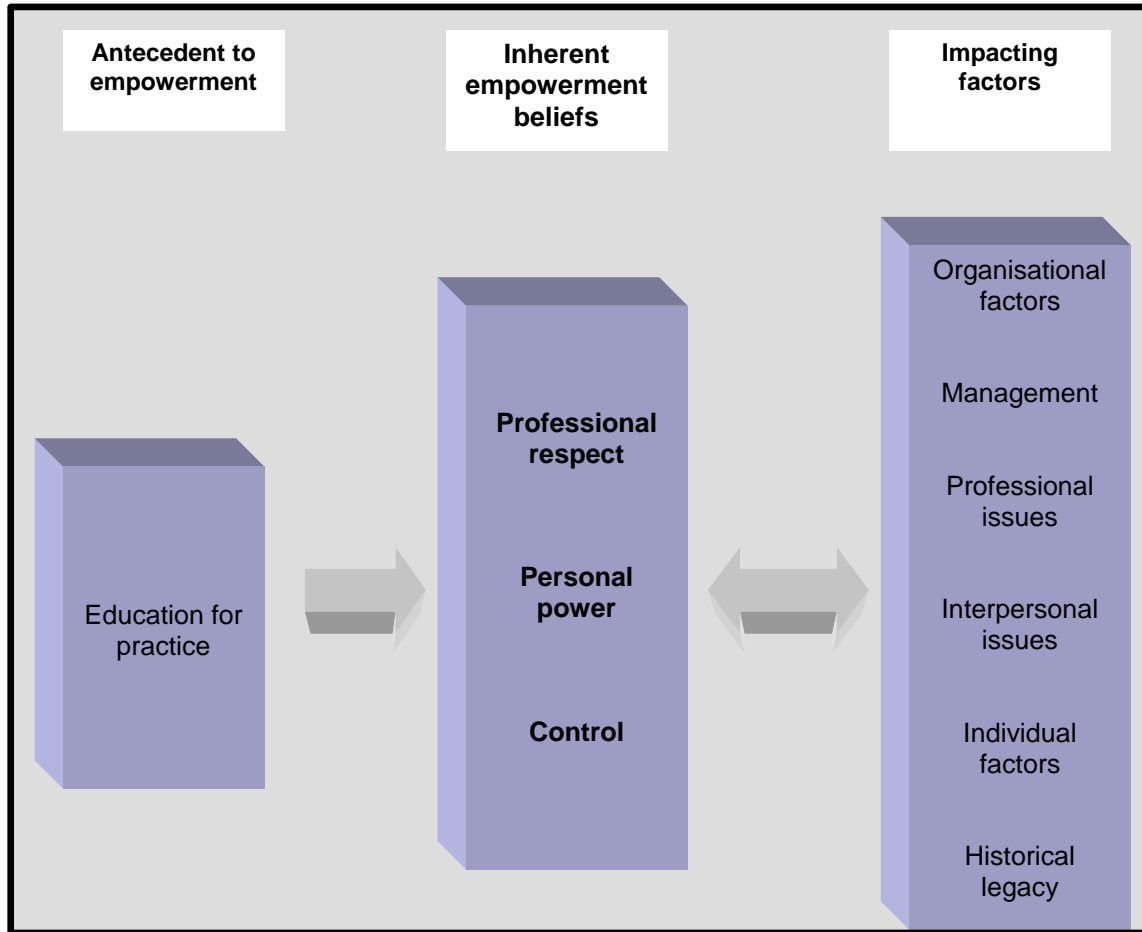 Antecedent to
empowerment
Inherent
empowerment
beliefs
Impacting
factors
Education for
practice
Professional
respect
Personal
power
Control
Organisational
factors
Management
Professional
issues
Interpersonal
issues
Individual
factors
Historical
legacy